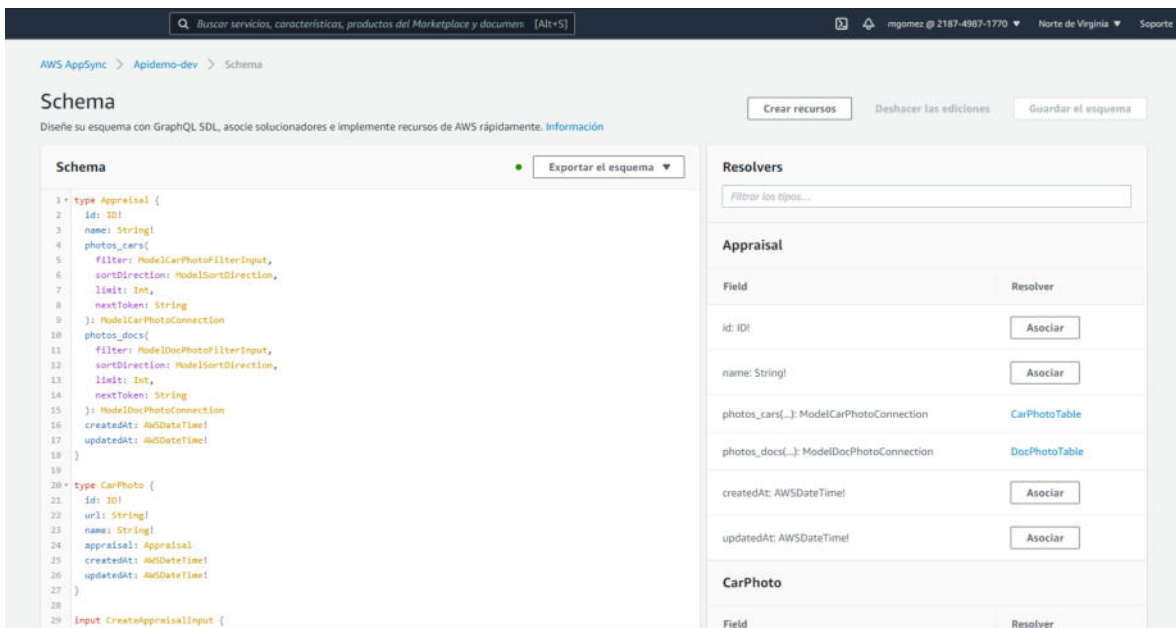 Buscar servicios, características, productos del Marketplace y documen [Alt+S]
mgomez @ 2187-4987-1770 ▼ Norte de Virginia ▼ Soporte
AWS AppSync > Apidemo-dev > Schema
Schema
Crear recursos Deshacer las ediciones Guardar el esquema
Diseñe su esquema con GraphQL SDL, asocie solucionadores e implemente recursos de AWS rápidamente. Información
Schema
Exportar el esquema ▼
1 type Appraisal {
2 id: ID!
3 name: String!
4 photos_cars(
5 filter: ModelCarPhotoFilterInput,
6 sortDirection: ModelSortDirection,
7 limit: Int,
8 nextToken: String
9 ): ModelCarPhotoConnection
10 photos_docs(
11 filter: ModelDocPhotoFilterInput,
12 sortDirection: ModelSortDirection,
13 limit: Int,
14 nextToken: String
15 ): ModelDocPhotoConnection
16 createdAt: AWSDateTime!
17 updatedAt: AWSDateTime!
18 }
19
20 type CarPhoto {
21 id: ID!
22 url: String!
23 name: String!
24 appraisal: Appraisal
25 createdAt: AWSDateTime!
26 updatedAt: AWSDateTime!
27 }
28
29 input CreateAppraisalInput {
Resolvers
Filtrar los tipos...
Appraisal
Field Resolver
id: ID! Asociar
name: String! Asociar
photos_cars(...): ModelCarPhotoConnection CarPhotoTable
photos_docs(...): ModelDocPhotoConnection DocPhotoTable
createdAt: AWSDateTime! Asociar
updatedAt: AWSDateTime! Asociar
CarPhoto
Field Resolver